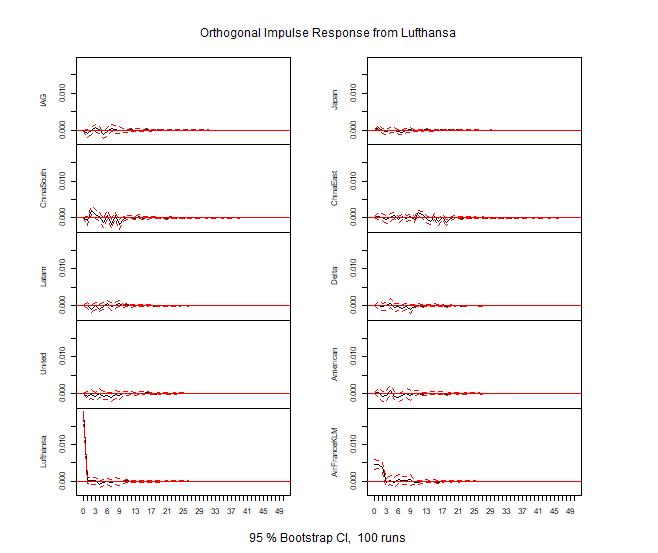 Orthogonal Impulse Response from Lufthansa
IAG
0.000 0.010
ChinaSouth
0.000 0.010
Latam
0.000 0.010
United
0.000 0.010
Lufthansa
0.000 0.010
0 3 6 9 13 17 21 25 29 33 37 41 45 49
Japan
0.000 0.010
ChinaEast
0.000 0.010
Delta
0.000 0.010
American
0.000 0.010
AirFranceKLM
0.000 0.010
0 3 6 9 13 17 21 25 29 33 37 41 45 49
95 % Bootstrap CI, 100 runs